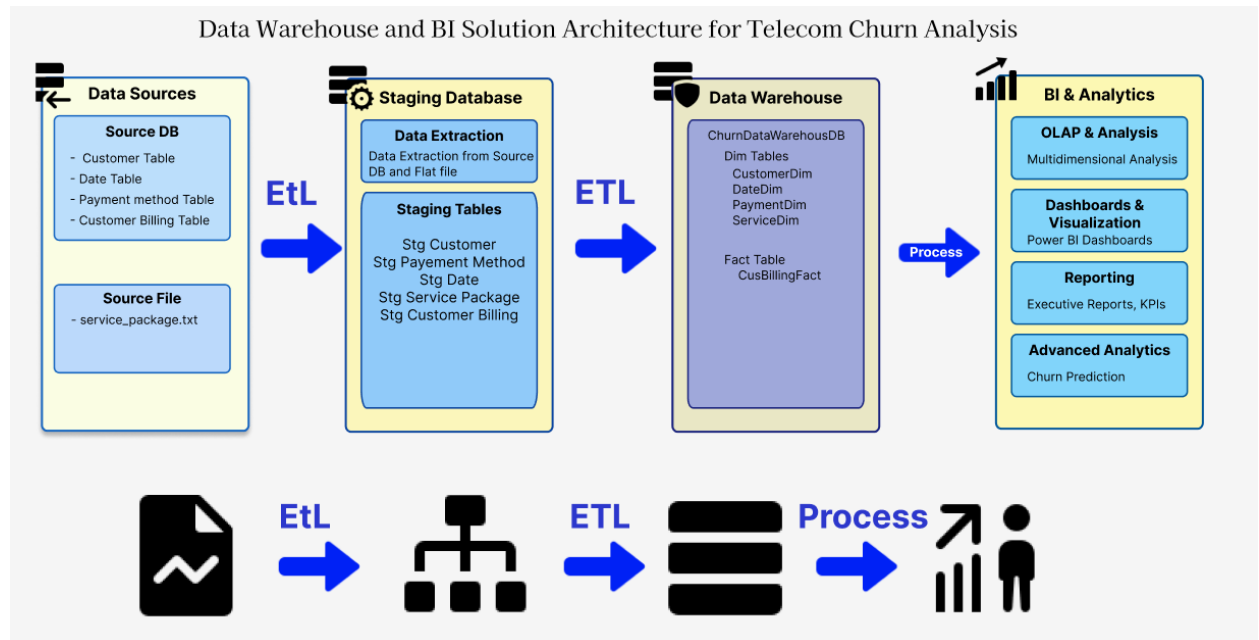 Data Warehouse and BI Solution Architecture for Telecom Churn Analysis
Data Sources
Source DB
- Customer Table
- Date Table
- Payment method Table
- Customer Billing Table
Source File
- service_package.txt
EtL
Staging Database
Data Extraction
Data Extraction from Source
DB and Flat file
Staging Tables
Stg Customer
Stg Payement Method
Stg Date
Stg Service Package
Stg Customer Billing
ETL
Data Warehouse
ChurnDataWarehousDB
Dim Tables
CustomerDim
DateDim
PaymentDim
ServiceDim
Fact Table
CusBillingFact
Process
BI & Analytics
OLAP & Analysis
Multidimensional Analysis
Dashboards &
Visualization
Power BI Dashboards
Reporting
Executive Reports, KPIs
Advanced Analytics
Churn Prediction
EtL
ETL
Process